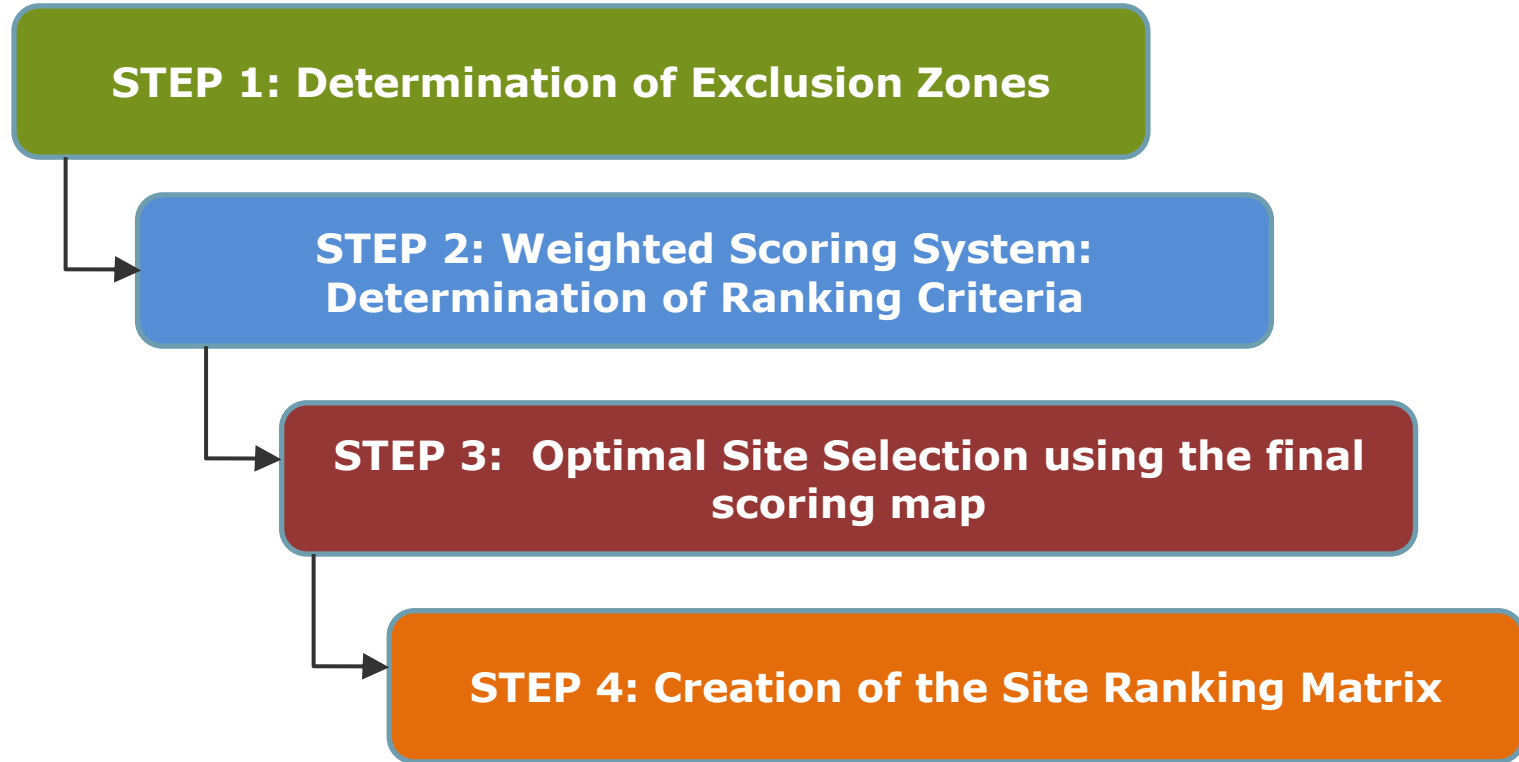 STEP 1: Determination of Exclusion Zones
STEP 2: Weighted Scoring System:
Determination of Ranking Criteria
STEP 3:  Optimal Site Selection using the final
scoring map
STEP 4: Creation of the Site Ranking Matrix